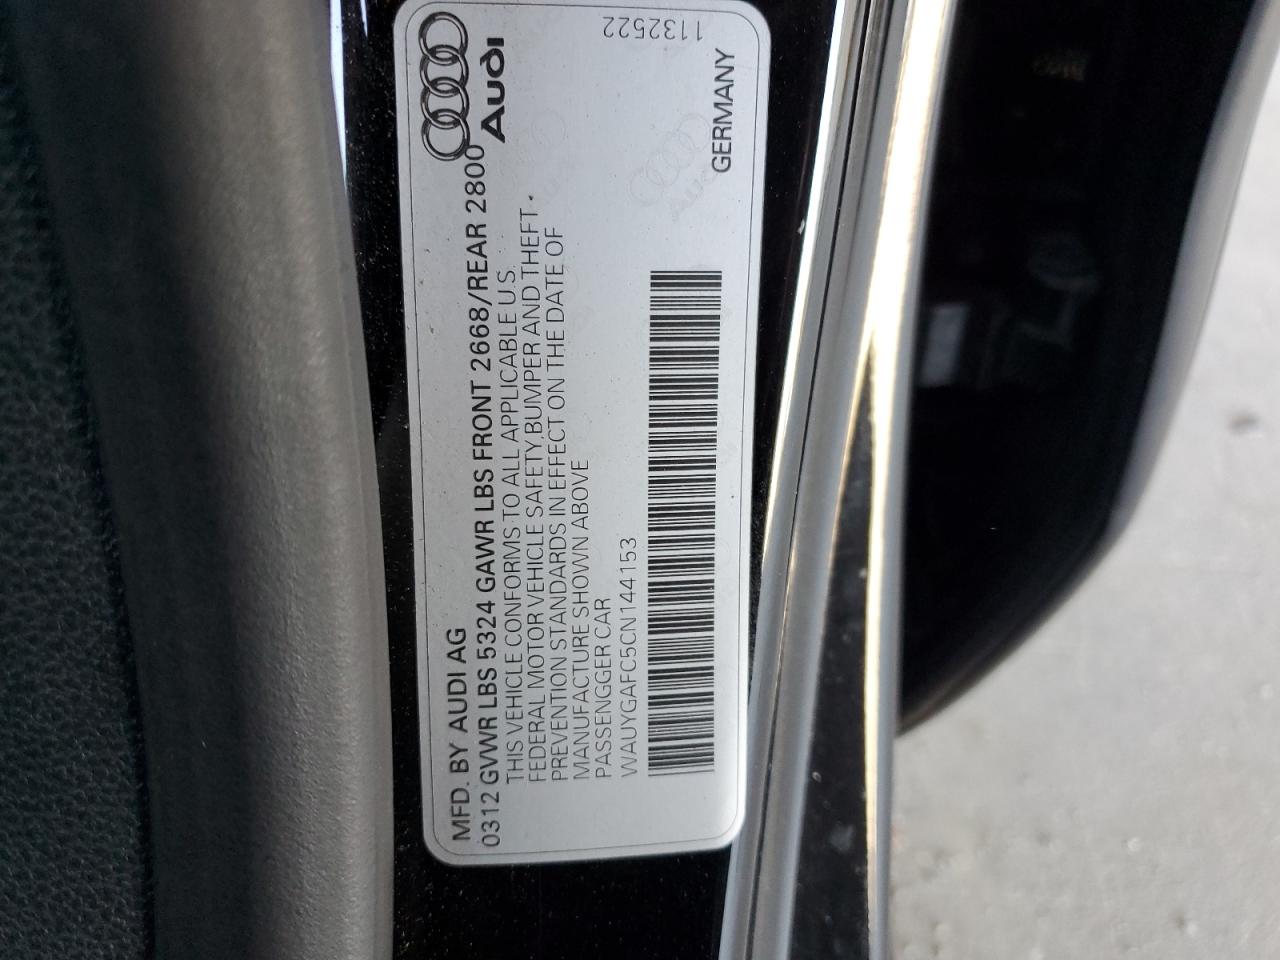 Audi
MFD. BY AUDI AG
0312 GVWR LBS 5324 GAWR LBS FRONT 2668/REAR 2800
THIS VEHICLE CONFORMS TO ALL APPLICABLE U.S.
FEDERAL MOTOR VEHICLE SAFETY,BUMPER AND THEFT.
PREVENTION STANDARDS IN EFFECT ON THE DATE OF
MANUFACTURE SHOWN ABOVE
PASSENGGER CAR
WAUYGAFC5CN144153
GERMANY
1132522